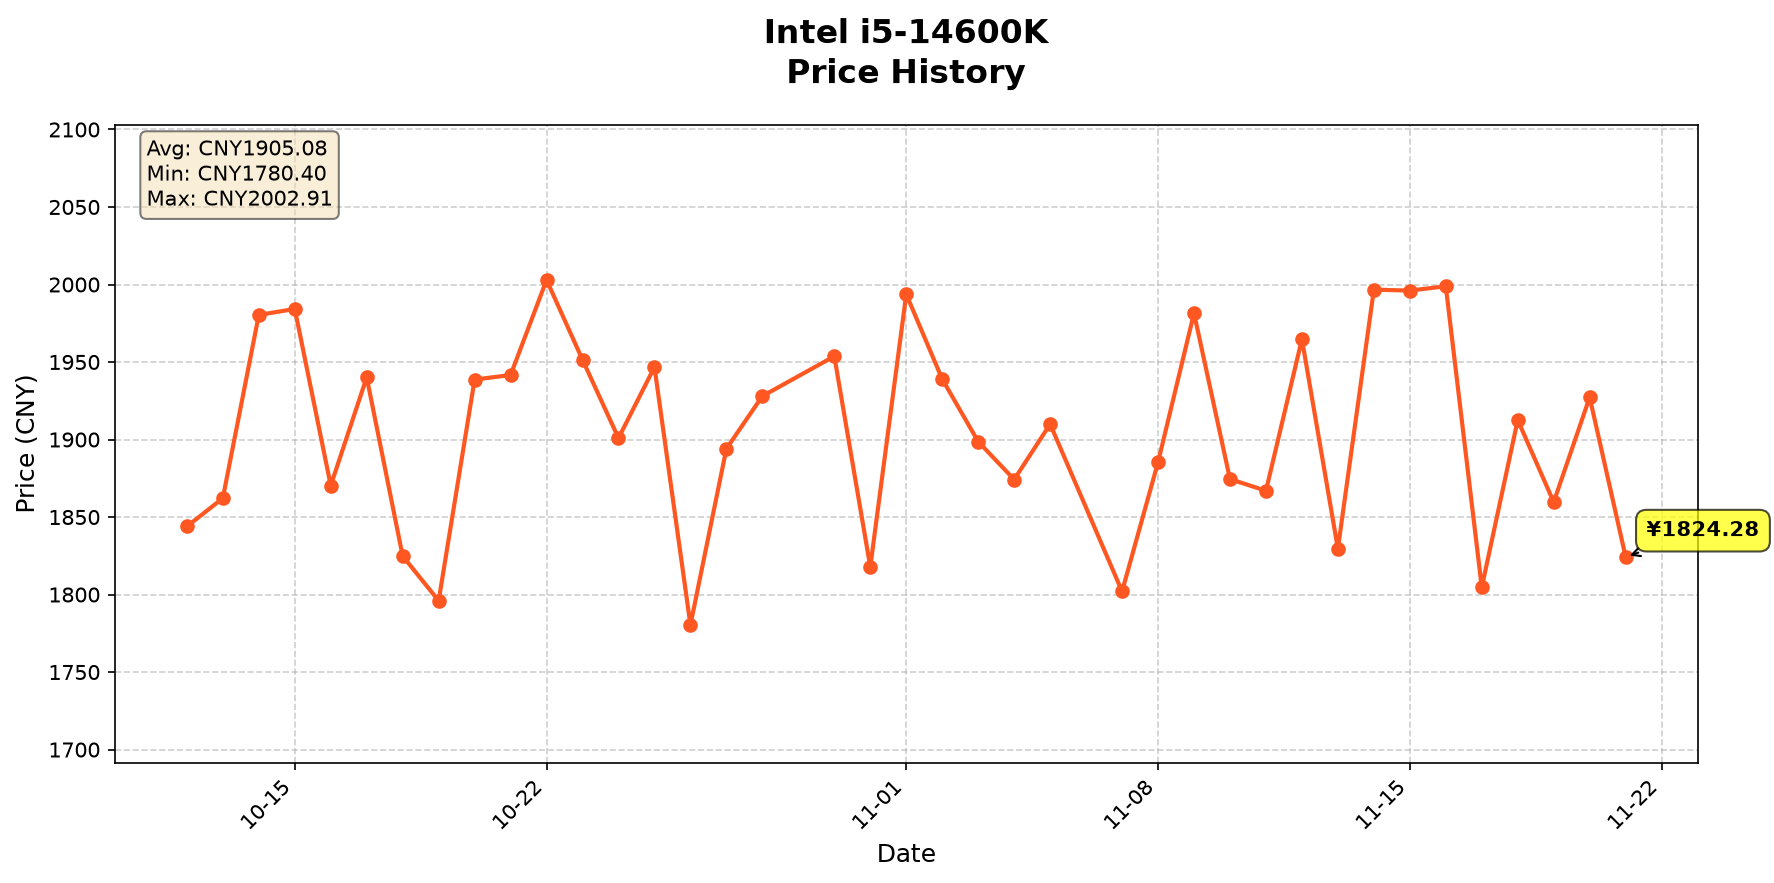 Intel i5-14600K
Price History
Avg: CNY1905.08
Min: CNY1780.40
Max: CNY2002.91
2100
2050
2000
1950
1900
1850
1800
1750
1700
Price (CNY)
¥1824.28
10-15
10-22
11-01
11-08
11-15
11-22
Date